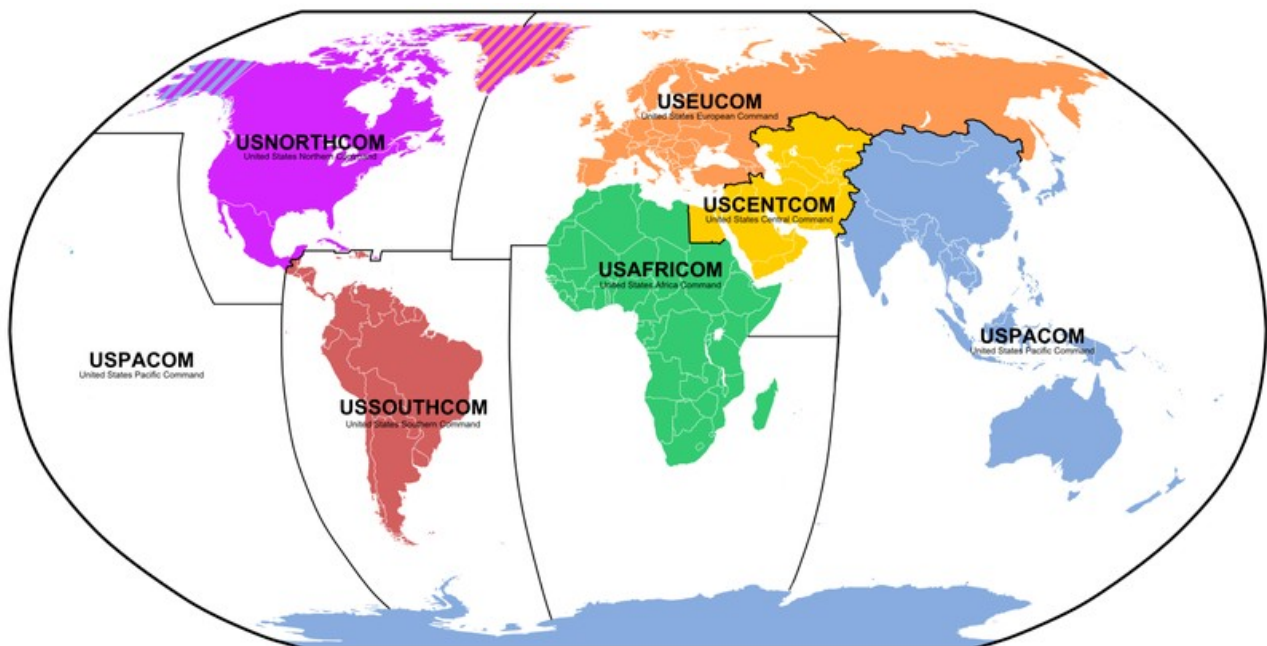 USEUCOM
United States European Command
USNORTHCOM
United States Northern Command
USCENTCOM
United States Central Command
USAFRICOM
United States Africa Command
USPACOM
United States Pacific Command
USPACOM
United States Pacific Command
USSOUTHCOM
United States Southern Command